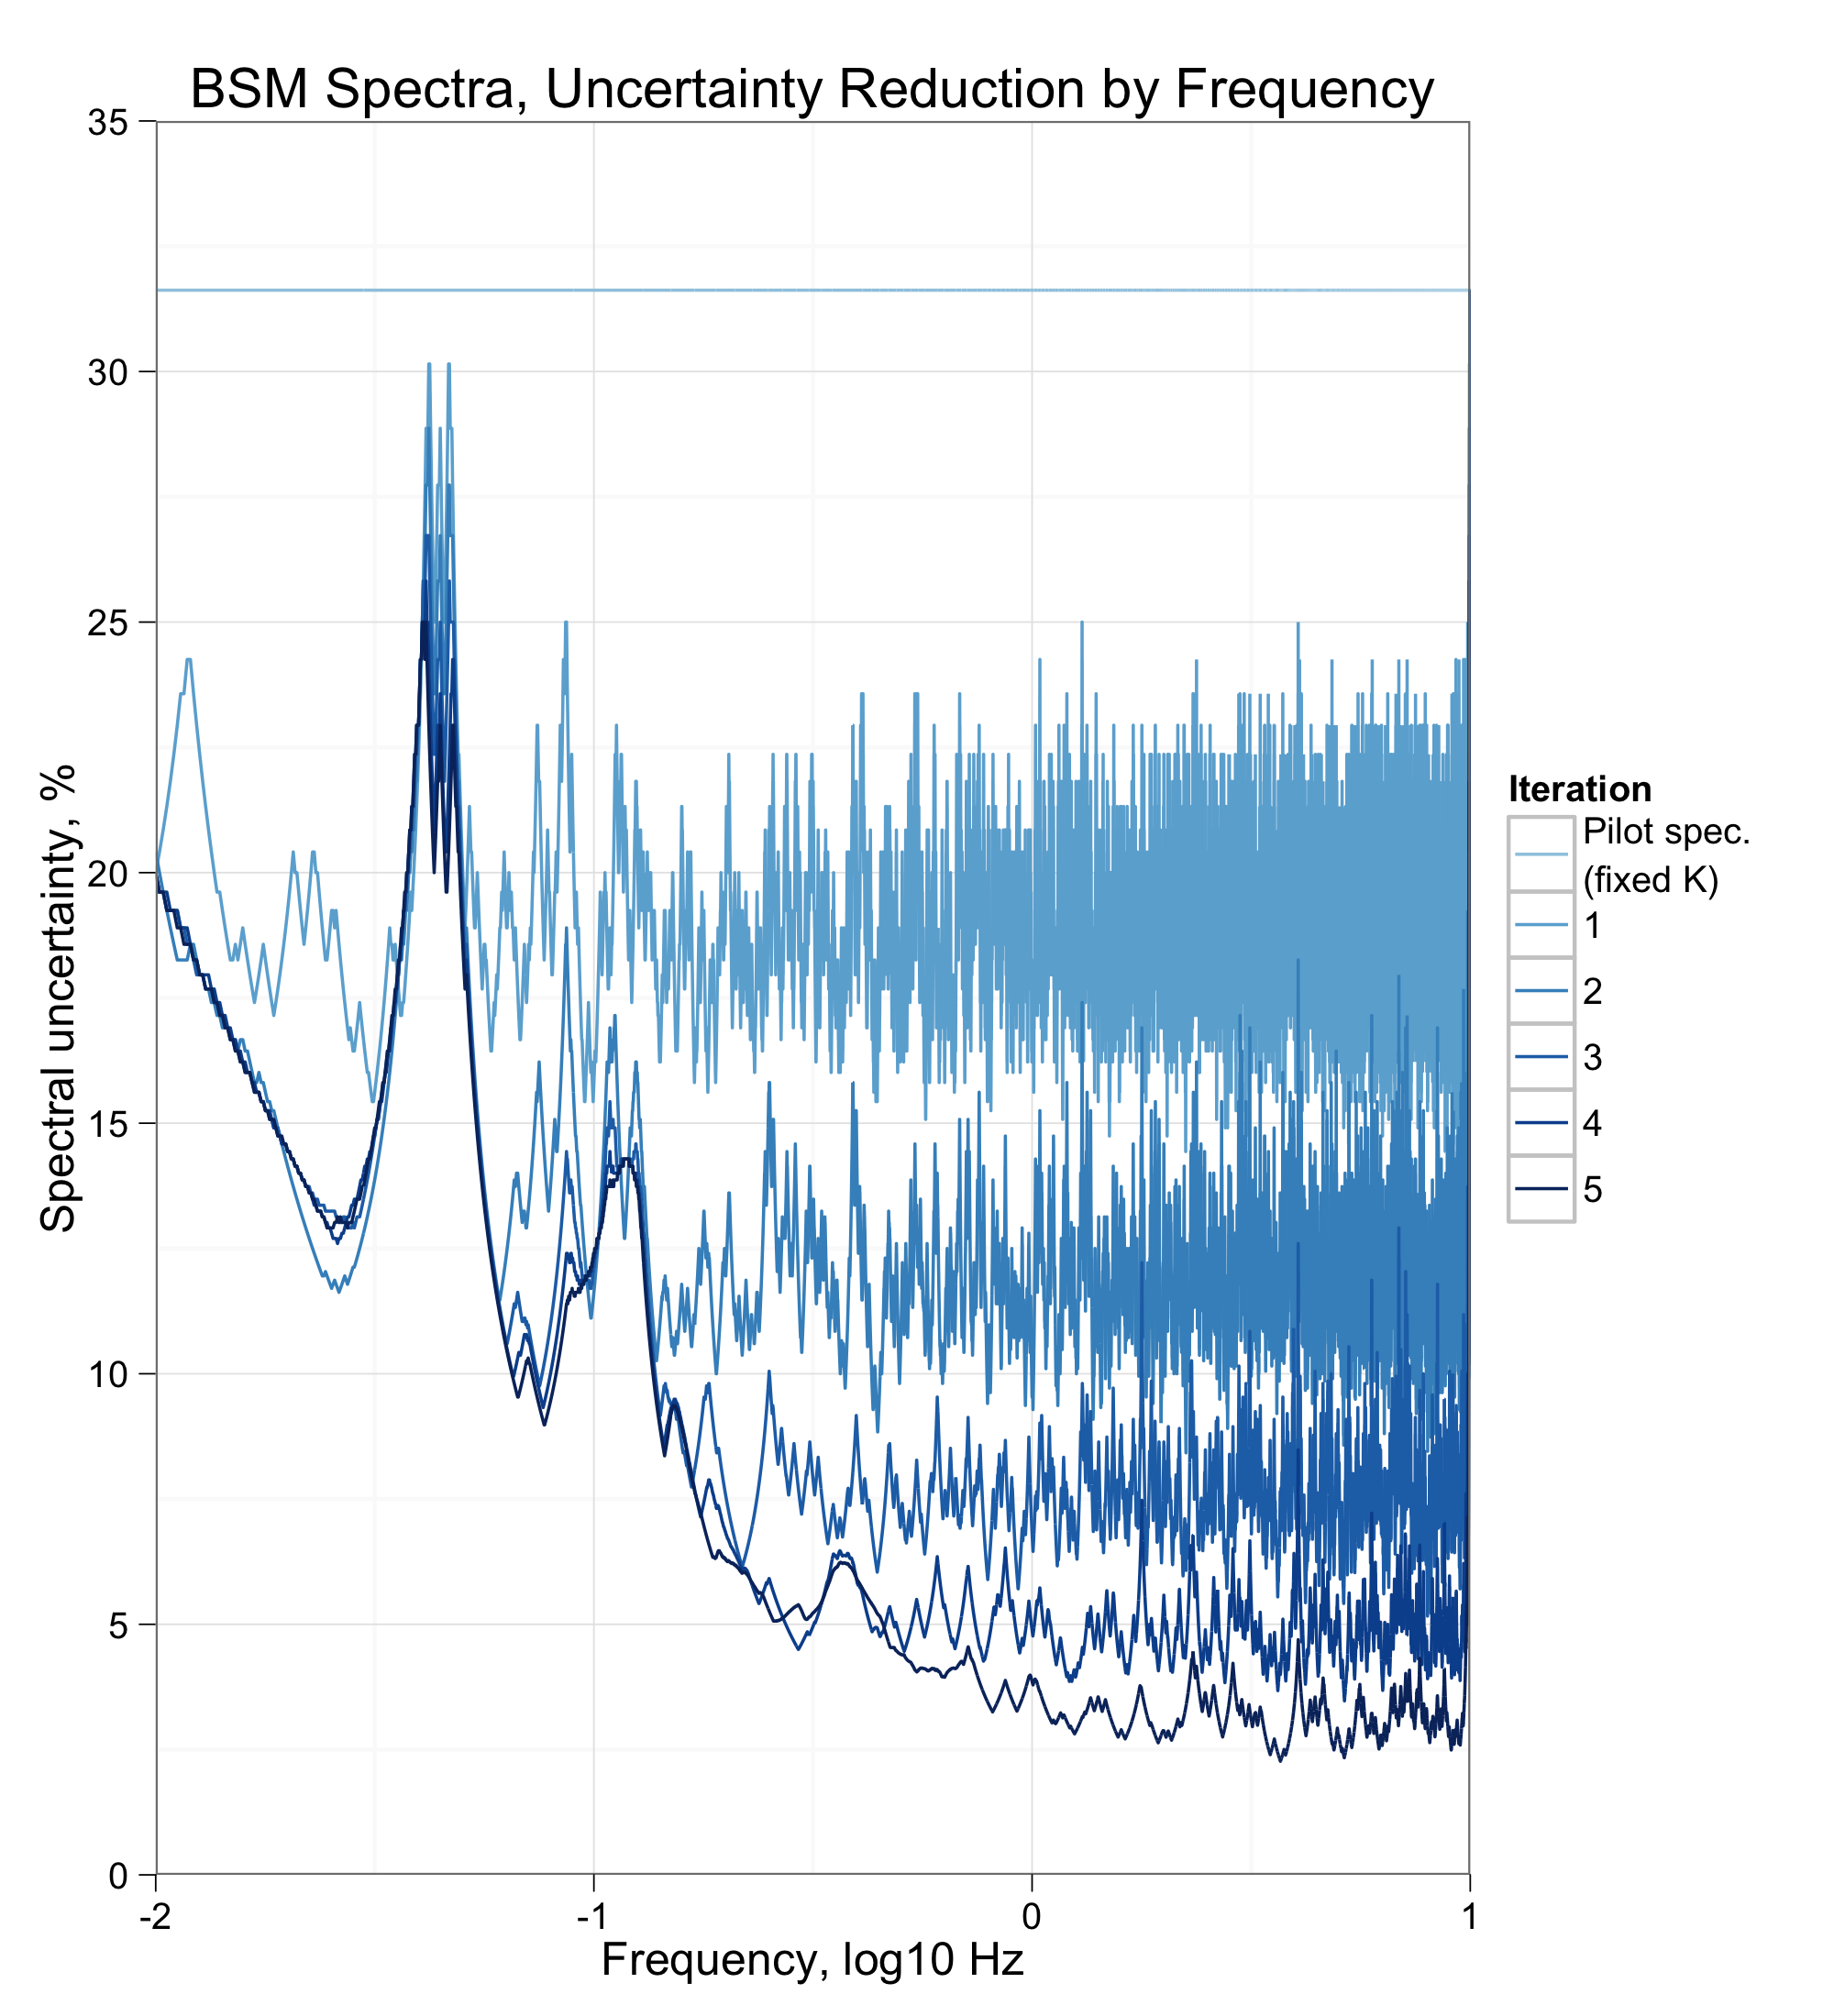 BSM Spectra, Uncertainty Reduction by Frequency
35
30
25
20
15
10
5
0
Spectral uncertainty, %
-2
-1
0
1
Frequency, log10 Hz
Iteration
Pilot spec.
(fixed K)
1
2
3
4
5